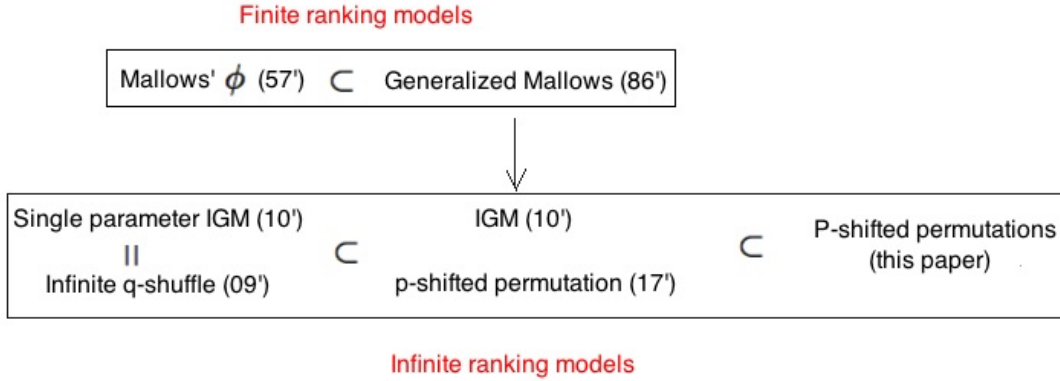 Finite ranking models
Mallows' ϕ (57') ⊂ Generalized Mallows (86')
Single parameter IGM (10')
||
Infinite q-shuffle (09')
⊂
IGM (10')
p-shifted permutation (17')
⊂
P-shifted permutations
(this paper)
Infinite ranking models